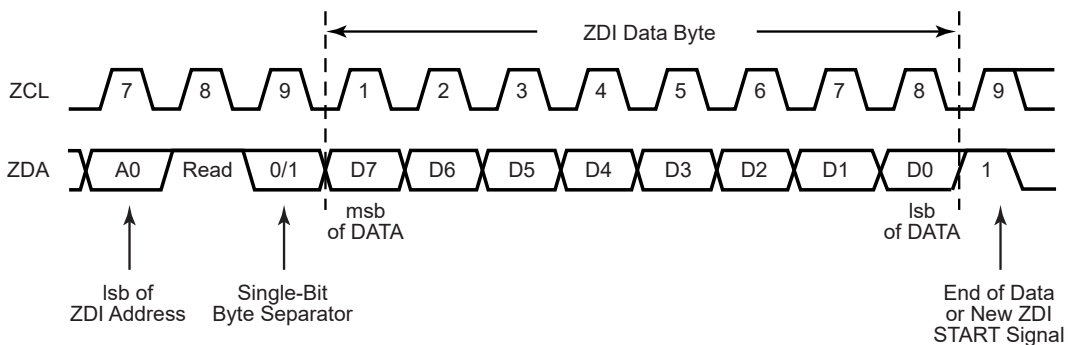 ZDI Data Byte
ZCL 7 8 9 1 2 3 4 5 6 7 8 9
ZDA A0 Read 0/1 D7 D6 D5 D4 D3 D2 D1 D0 1
msb
of DATA
lsb
of DATA
lsb of
ZDI Address
Single-Bit
Byte Separator
End of Data
or New ZDI
START Signal